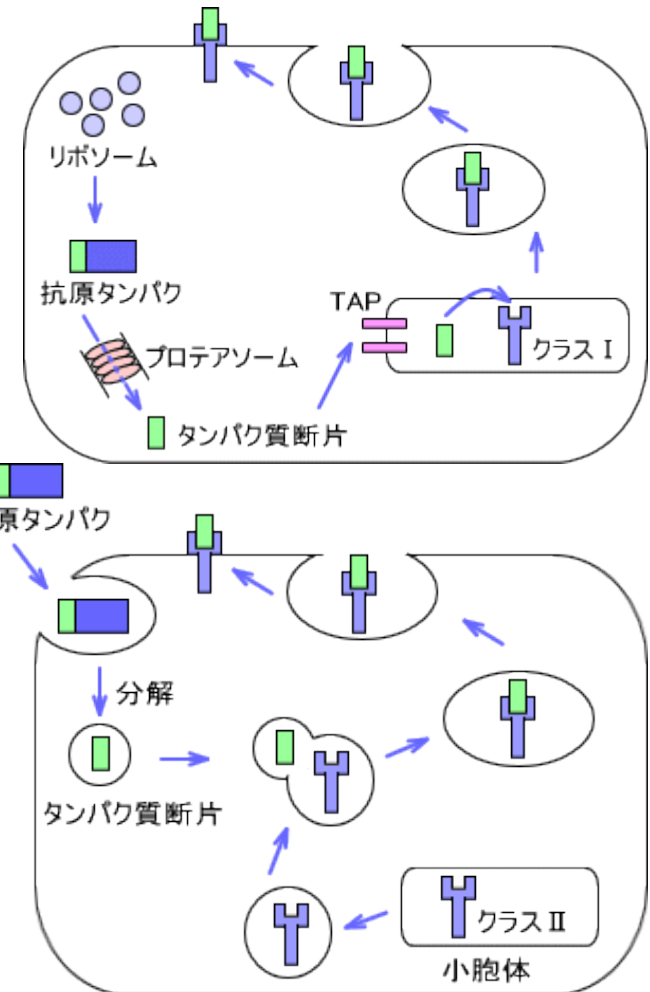 リボソーム
抗原タンパク
TAP
プロテアソーム
クラスⅠ
タンパク質断片
原タンパク
分解
タンパク質断片
クラスⅡ
小胞体